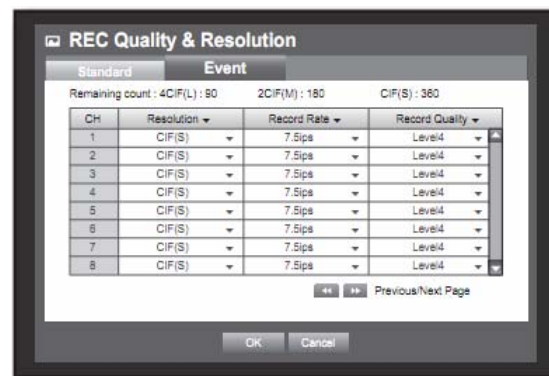 REC Quality & Resolution
Standard Event
Remaining count : 4CIF(L) : 90 2CIF(M) : 180 CIF(S) : 360
CH Resolution Record Rate Record Quality
1 CIF(S) 7.5ips Level4
2 CIF(S) 7.5ips Level4
3 CIF(S) 7.5ips Level4
4 CIF(S) 7.5ips Level4
5 CIF(S) 7.5ips Level4
6 CIF(S) 7.5ips Level4
7 CIF(S) 7.5ips Level4
8 CIF(S) 7.5ips Level4
Previous/Next Page
OK Cancel